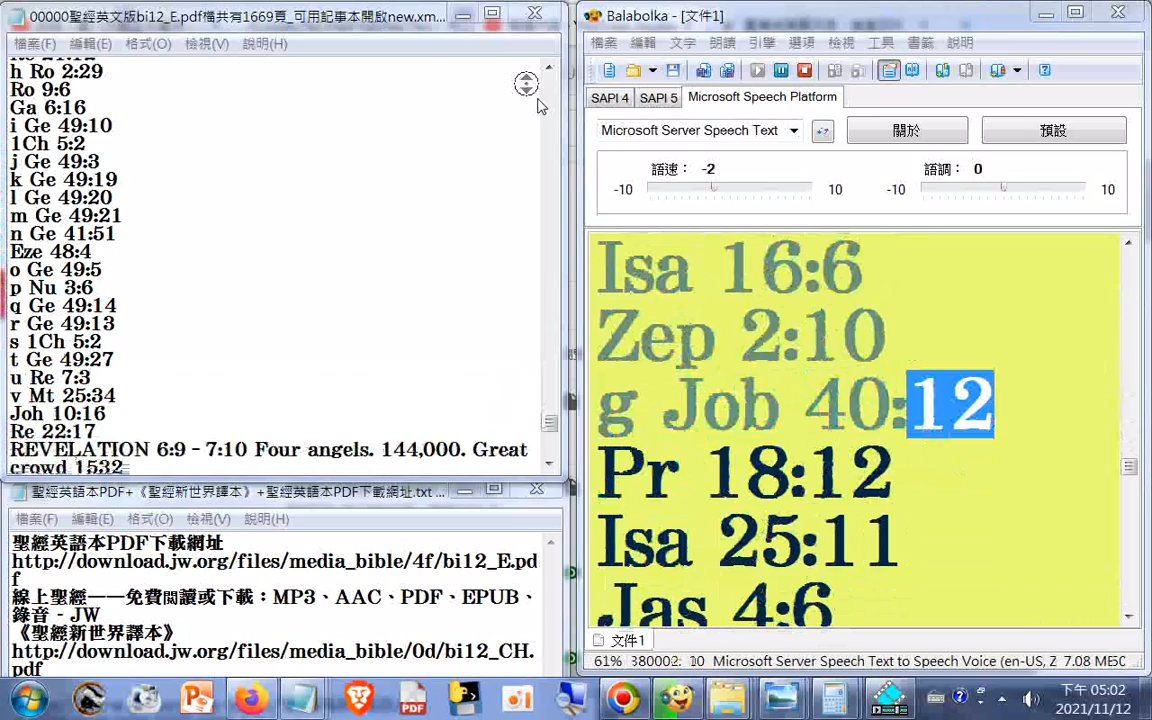 00000聖經英文版bi12_E.pdf檔共有1669頁_可用記事本開啟new.xm...
檔案(F) 編輯(E) 格式(O) 檢視(V) 說明(H)
h Ro 2:29
Ro 9:6
Ga 6:16
i Ge 49:10
1Ch 5:2
j Ge 49:3
k Ge 49:19
l Ge 49:20
m Ge 49:21
n Ge 41:51
Eze 48:4
o Ge 49:5
p Nu 3:6
q Ge 49:14
r Ge 49:13
s 1Ch 5:2
t Ge 49:27
u Re 7:3
v Mt 25:34
Joh 10:16
Re 22:17
REVELATION 6:9–7:10 Four angels. 144,000. Great
crowd 1532
聖經英語本PDF+《聖經新世界譯本》+聖經英語本PDF下載網址.txt ...
檔案(F) 編輯(E) 格式(O) 檢視(V) 說明(H)
聖經英語本PDF下載網址
http://download.jw.org/files/media_bible/4f/bi12_E.pd
f
線上聖經──免費閱讀或下載：MP3、AAC、PDF、EPUB、
錄音 - JW
《聖經新世界譯本》
http://download.jw.org/files/media_bible/0d/bi12_CH.
pdf
Balabolka - [文件1]
檔案 編輯 文字 朗讀 引擎 選項 檢視 工具 書籤 說明
SAPI 4 SAPI 5 Microsoft Speech Platform
Microsoft Server Speech Text 關於 預設
語速： -2 語調： 0
-10 10 -10 10
Isa 16:6
Zep 2:10
g Job 40:12
Pr 18:12
Isa 25:11
Jas 4:6
文件1
61% 380002: 10 Microsoft Server Speech Text to Speech Voice (en-US, Z 7.08 ME
下午 05:02
2021/11/12